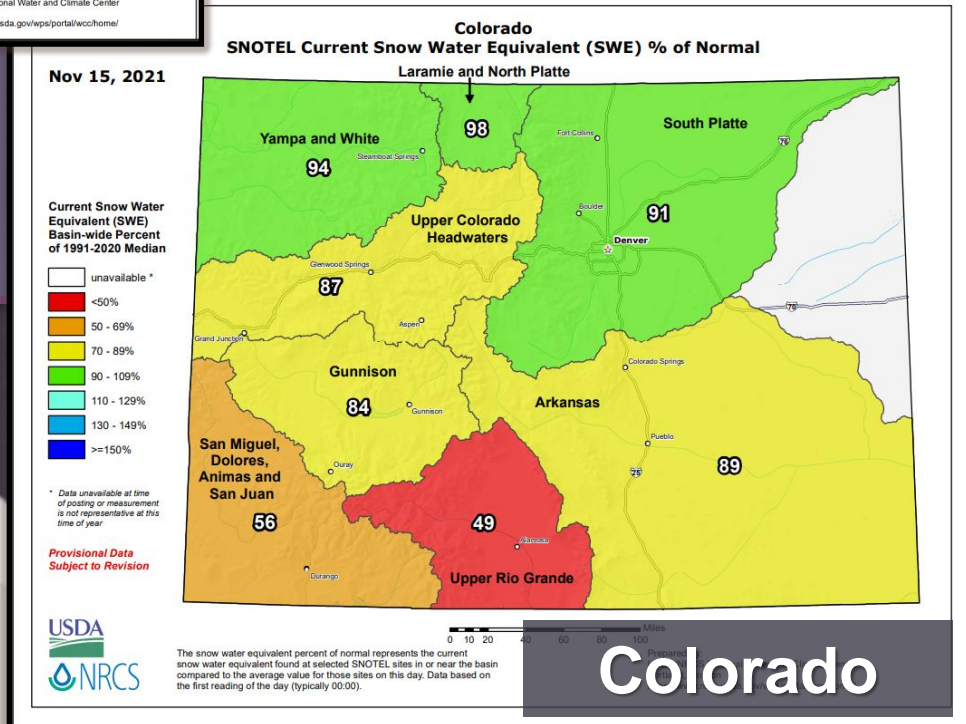 onal Water and Climate Center
sda.gov/wps/portal/wcc/home/
Colorado
SNOTEL Current Snow Water Equivalent (SWE) % of Normal
Nov 15, 2021
Laramie and North Platte
98
Yampa and White
94
Steamboat Springs
Fort Collins
South Platte
76
Boulder
91
Denver
Upper Colorado
Headwaters
Glenwood Springs
87
Aspen
Grand Junction
76
Gunnison
84
Gunnison
Ouray
Colorado Springs
Arkansas
Pueblo
25
89
San Miguel,
Dolores,
Animas and
San Juan
56
Durango
49
Alamosa
Upper Rio Grande
Current Snow Water
Equivalent (SWE)
Basin-wide Percent
of 1991-2020 Median
unavailable *
<50%
50 - 69%
70 - 89%
90 - 109%
110 - 129%
130 - 149%
>=150%
* Data unavailable at time
of posting or measurement
is not representative at this
time of year
Provisional Data
Subject to Revision
USDA
NRCS
Miles
0 10 20 40 60 80 100
The snow water equivalent percent of normal represents the current
snow water equivalent found at selected SNOTEL sites in or near the basin
compared to the average value for those sites on this day. Data based on
the first reading of the day (typically 00:00).
Prepared by:
Colorado